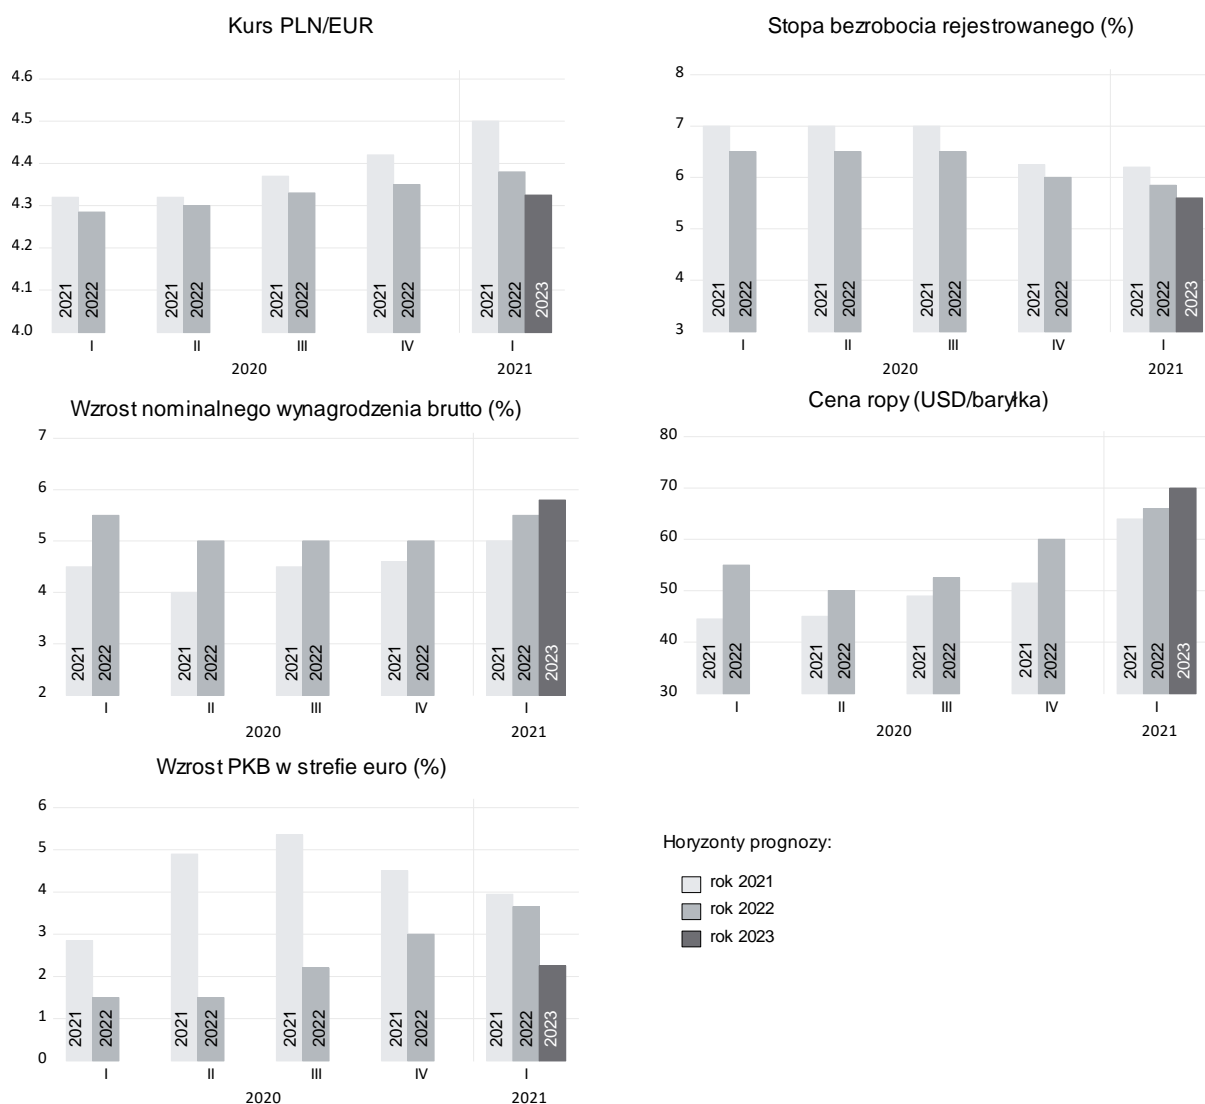 Kurs PLN/EUR
4.6
4.5
4.4
4.3
4.2
4.1
4.0
2021 2022 2021 2022 2021 2022 2021 2022 2021 2022 2023
I II III IV I
2020 2021
Stopa bezrobocia rejestrowanego (%)
8
7
6
5
4
3
2021 2022 2021 2022 2021 2022 2021 2022 2021 2022 2023
I II III IV I
2020 2021
Wzrost nominalnego wynagrodzenia brutto (%)
7
6
5
4
3
2
2021 2022 2021 2022 2021 2022 2021 2022 2021 2022 2023
I II III IV I
2020 2021
Cena ropy (USD/baryłka)
80
70
60
50
40
30
2021 2022 2021 2022 2021 2022 2021 2022 2021 2022 2023
I II III IV I
2020 2021
Wzrost PKB w strefie euro (%)
6
5
4
3
2
1
0
2021 2022 2021 2022 2021 2022 2021 2022 2021 2022 2023
I II III IV I
2020 2021
Horyzonty prognozy:
rok 2021
rok 2022
rok 2023